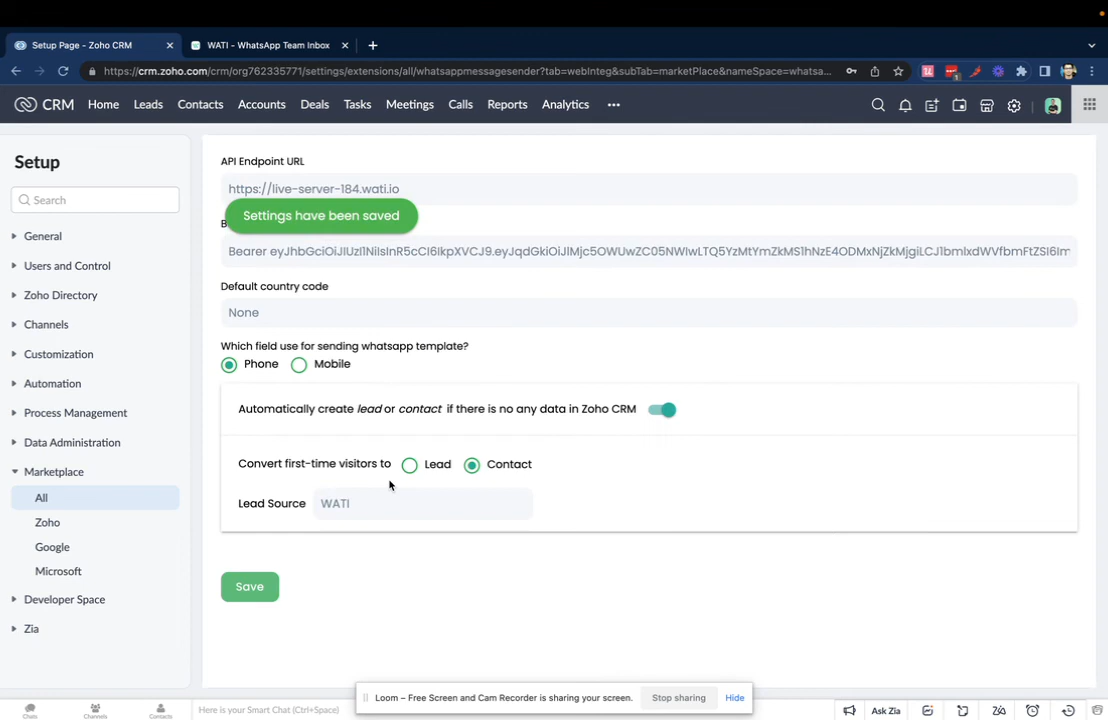 Setup Page - Zoho CRM
WATI - WhatsApp Team Inbox
https://crm.zoho.com/crm/org762335771/settings/extensions/all/whatsappmessagesender?tab=webInteg&subTab=marketPlace&nameSpace=whatsa...
CRM Home Leads Contacts Accounts Deals Tasks Meetings Calls Reports Analytics
Setup
Search
General
Users and Control
Zoho Directory
Channels
Customization
Automation
Process Management
Data Administration
Marketplace
All
Zoho
Google
Microsoft
Developer Space
Zia
API Endpoint URL
https://live-server-184.wati.io
Settings have been saved
Bearer
Default country code
None
Which field use for sending whatsapp template?
Phone Mobile
Automatically create lead or contact if there is no any data in Zoho CRM
Convert first-time visitors to Lead Contact
Lead Source WATI
Save
Loom – Free Screen and Cam Recorder is sharing your screen. Stop sharing Hide
Chats Channels Contacts Here is your Smart Chat (Ctrl+Space) Ask Zia